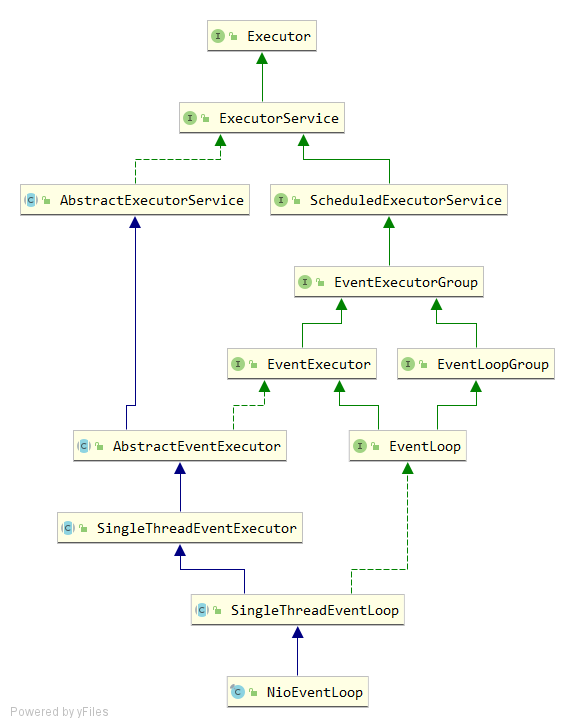 Executor
ExecutorService
AbstractExecutorService
ScheduledExecutorService
EventExecutorGroup
EventExecutor
EventLoopGroup
AbstractEventExecutor
EventLoop
SingleThreadEventExecutor
SingleThreadEventLoop
NioEventLoop
Powered by yFiles